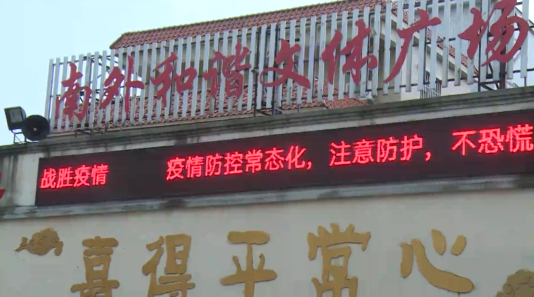 南外和谐文体广场
战胜疫情 疫情防控常态化，注意防护，不恐慌
喜得平常心